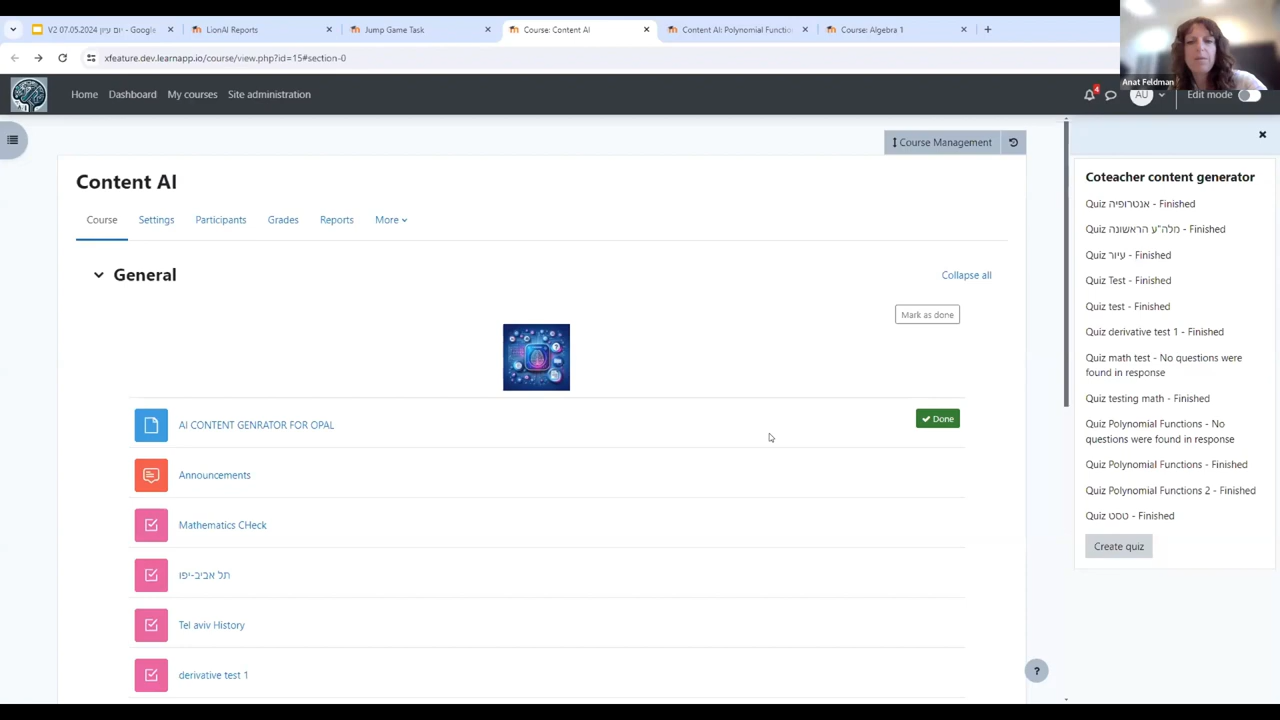 V2 07.05.2024 יום עיון - Google
LionAI Reports
Jump Game Task
Course: Content AI
Content AI: Polynomial Functio
Course: Algebra 1
xfeature.dev.learnapp.io/course/view.php?id=15#section-0
Anat Feldman
Home
Dashboard
My courses
Site administration
4
AU
Edit mode
Course Management
Content AI
Course
Settings
Participants
Grades
Reports
More
General
Collapse all
Mark as done
AI CONTENT GENRATOR FOR OPAL
Done
Announcements
Mathematics CHeck
תל אביב-יפו
Tel aviv History
derivative test 1
?
Coteacher content generator
Quiz אנטרופיה - Finished
Quiz מלה"ע הראשונה - Finished
Quiz עיור - Finished
Quiz Test - Finished
Quiz test - Finished
Quiz derivative test 1 - Finished
Quiz math test - No questions were
found in response
Quiz testing math - Finished
Quiz Polynomial Functions - No
questions were found in response
Quiz Polynomial Functions - Finished
Quiz Polynomial Functions 2 - Finished
Quiz טסט - Finished
Create quiz